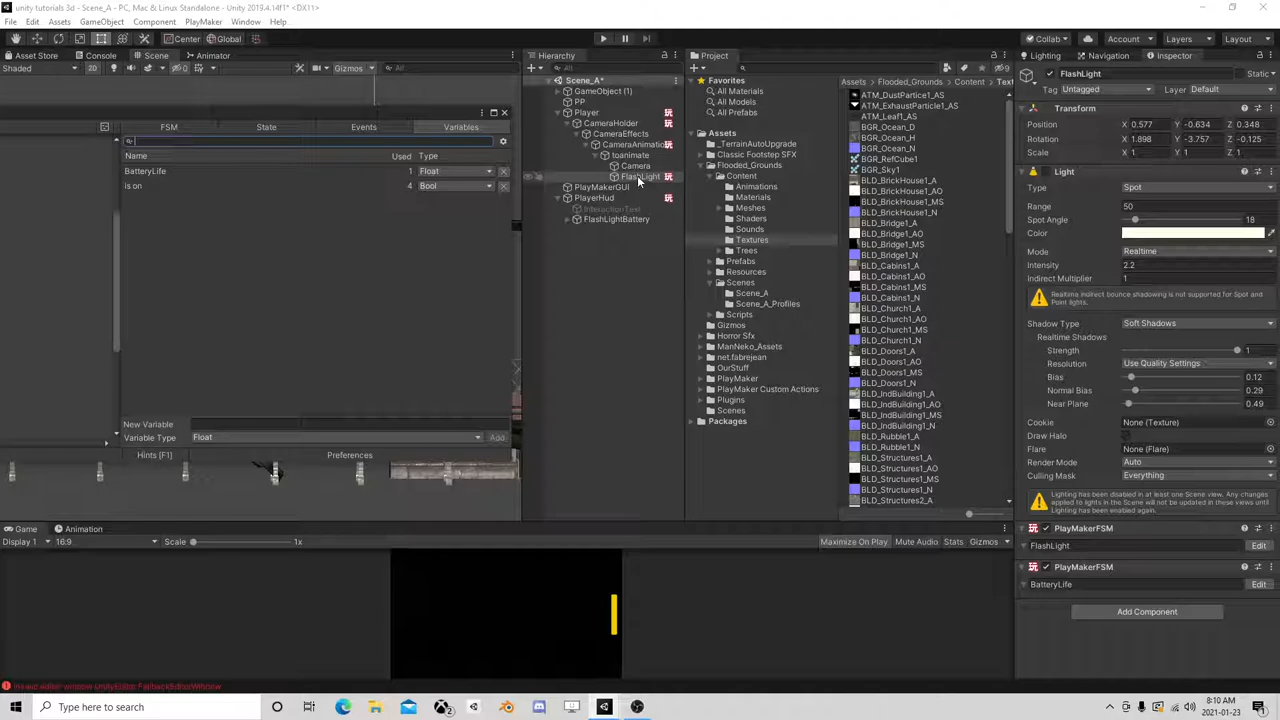 unity tutorials 3d - Scene_A - PC, Mac & Linux Standalone - Unity 2019.4.14f1* <DX11>
File Edit Assets GameObject Component PlayMaker Window Help
Center Global Collab Account Layers Layout
Asset Store Console Scene Animator
Shaded 2D 0 Gizmos All
FSM State Events Variables
Name Used Type
BatteryLife 1 Float
is on 4 Bool
New Variable
Variable Type Float Add
Hints [F1] Preferences
Hierarchy
All
Scene_A*
GameObject (1)
PP
Player
CameraHolder
CameraEffects
CameraAnimatio
toanimate
Camera
FlashLight
PlayMakerGUI
PlayerHud
InteractionText
FlashLightBattery
Project
9
Favorites
All Materials
All Models
All Prefabs
Assets
_TerrainAutoUpgrade
Classic Footstep SFX
Flooded_Grounds
Content
Animations
Materials
Meshes
Shaders
Sounds
Textures
Trees
Prefabs
Resources
Scenes
Scene_A
Scene_A_Profiles
Scripts
Gizmos
Horror Sfx
ManNeko_Assets
net.fabrejean
OurStuff
PlayMaker
PlayMaker Custom Actions
Plugins
Scenes
Packages
Assets Flooded_Grounds Content Text
ATM_DustPartice1_AS
ATM_ExhaustParticle1_AS
ATM_Leaf1_AS
BGR_Ocean_D
BGR_Ocean_H
BGR_Ocean_N
BGR_RefCube1
BGR_Sky1
BLD_BrickHouse1_A
BLD_BrickHouse1_AO
BLD_BrickHouse1_MS
BLD_BrickHouse1_N
BLD_Bridge1_A
BLD_Bridge1_AO
BLD_Bridge1_MS
BLD_Bridge1_N
BLD_Cabins1_A
BLD_Cabins1_AO
BLD_Cabins1_MS
BLD_Cabins1_N
BLD_Church1_A
BLD_Church1_AO
BLD_Church1_MS
BLD_Church1_N
BLD_Doors1_A
BLD_Doors1_AO
BLD_Doors1_MS
BLD_Doors1_N
BLD_IndBuilding1_A
BLD_IndBuilding1_AO
BLD_IndBuilding1_MS
BLD_IndBuilding1_N
BLD_Rubble1_A
BLD_Rubble1_N
BLD_Structures1_A
BLD_Structures1_AO
BLD_Structures1_MS
BLD_Structures1_N
BLD_Structures2_A
Lighting Navigation Inspector
FlashLight Static
Tag Untagged Layer Default
Transform
Position X 0.577 Y -0.634 Z 0.348
Rotation X 1.898 Y -3.757 Z -0.125
Scale X 1 Y 1 Z 1
Light
Type Spot
Range 50
Spot Angle 18
Color
Mode Realtime
Intensity 2.2
Indirect Multiplier 1
Realtime indirect bounce shadowing is not supported for Spot and
Point lights.
Shadow Type Soft Shadows
Realtime Shadows
Strength 1
Resolution Use Quality Settings
Bias 0.12
Normal Bias 0.29
Near Plane 0.49
Cookie None (Texture)
Draw Halo
Flare None (Flare)
Render Mode Auto
Culling Mask Everything
Lighting has been disabled in at least one Scene view. Any changes
applied to lights in the Scene will not be updated in these views until
Lighting has been enabled again.
PlayMakerFSM
FlashLight Edit
PlayMakerFSM
BatteryLife Edit
Add Component
Game Animation
Display 1 16:9 Scale 1x Maximize On Play Mute Audio Stats Gizmos
Invalid editor window UnityEditor.FallbackEditorWindow
Type here to search
8:10 AM
2021-01-23